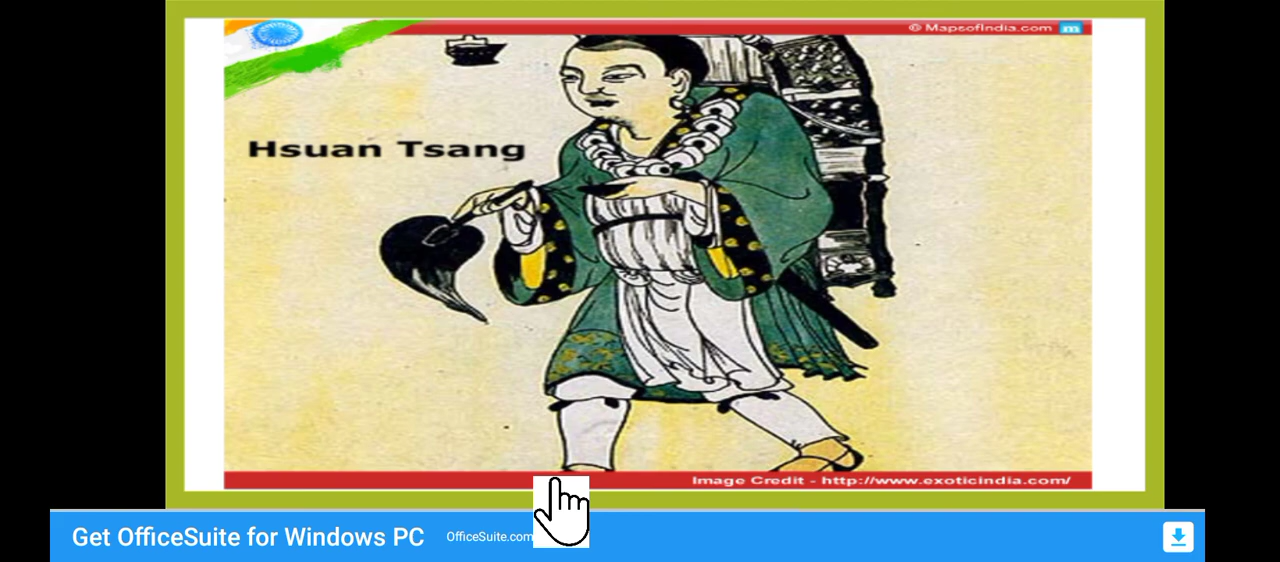 © MapsofIndia.com m
Hsuan Tsang
Image Credit - http://www.exoticindia.com/
Get OfficeSuite for Windows PC OfficeSuite.com